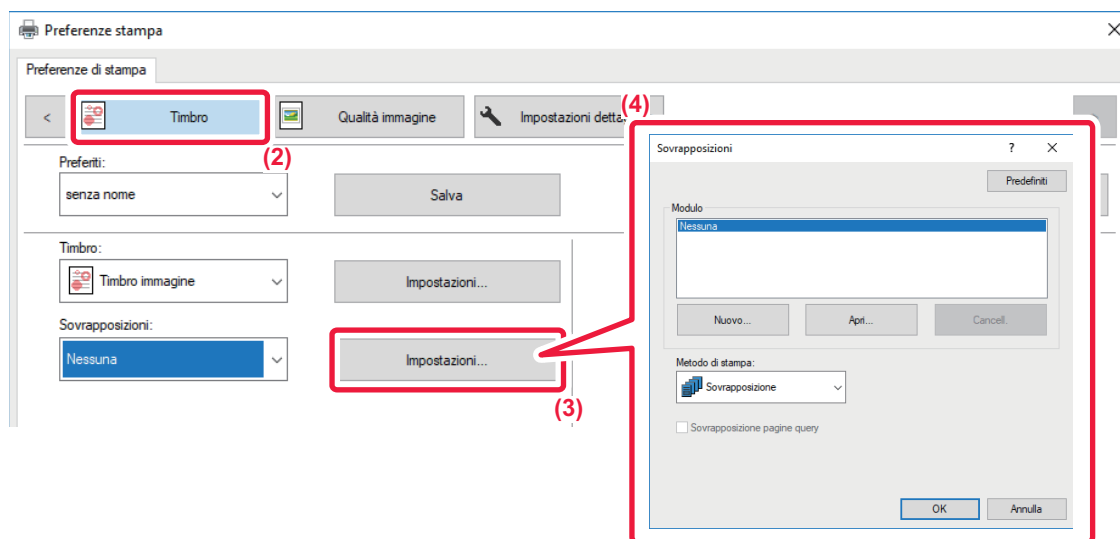 Preferenze stampa
Preferenze di stampa
< Timbro Qualità immagine Impostazioni detta
(2)
(4)
Preferiti:
senza nome Salva
Timbro:
Timbro immagine Impostazioni...
Sovrapposizioni:
Nessuna Impostazioni...
(3)
Sovrapposizioni ?
Predefiniti
Modulo
Nessuna
Nuovo... Apri... Cancell.
Metodo di stampa:
Sovrapposizione
Sovrapposizione pagine query
OK Annulla